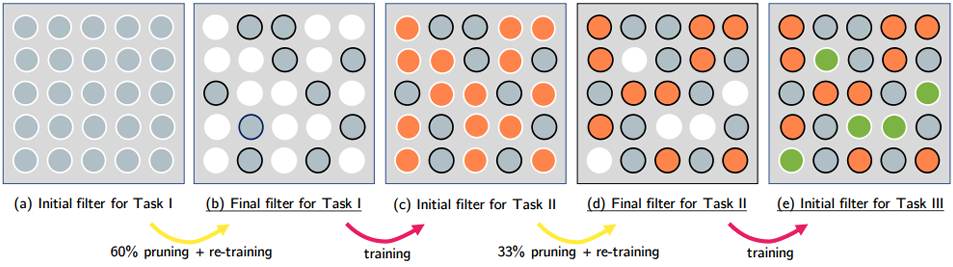 (a) Initial filter for Task I
(b) Final filter for Task I
(c) Initial filter for Task II
(d) Final filter for Task II
(e) Initial filter for Task III
60% pruning + re-training
training
33% pruning + re-training
training